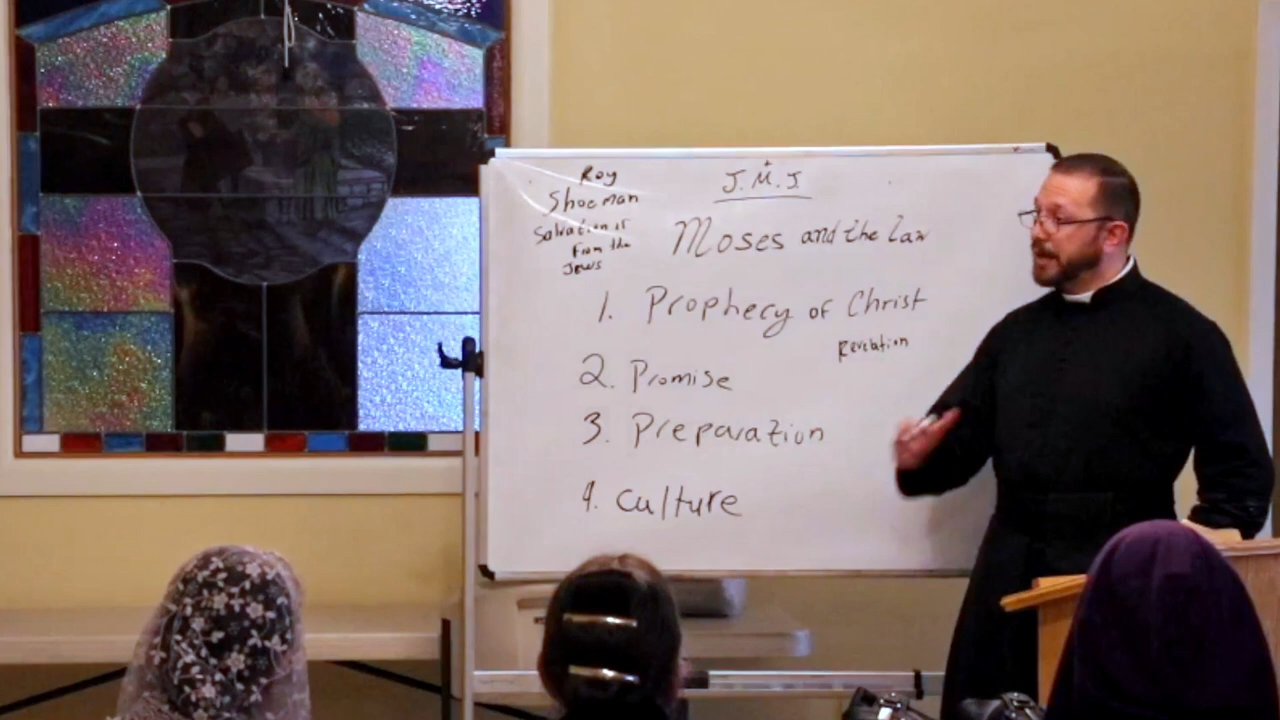 Roy
Shoeman
Salvation is
From the
Jews
J.M.J.
Moses and the Law
1. Prophecy of Christ
Revelation
2. Promise
3. Preparation
4. Culture